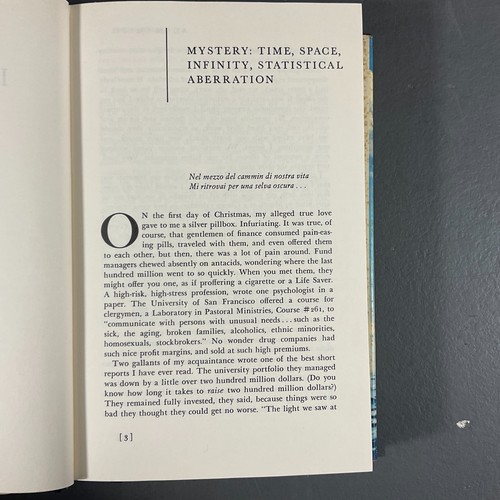 MYSTERY: TIME, SPACE,
INFINITY, STATISTICAL
ABERRATION
Nel mezzo del cammin di nostra vita
Mi ritrovai per una selva oscura . . .
ON the first day of Christmas, my alleged true love
gave to me a silver pillbox. Infuriating. It was true, of
course, that gentlemen of finance consumed pain-eas-
ing pills, traveled with them, and even offered them
to each other, but then, there was a lot of pain around. Fund
managers chewed absently on antacids, wondering where the last
hundred million went to so quickly. When you met them, they
might offer you one, as if proffering a cigarette or a Life Saver.
A high-risk, high-stress profession, wrote one psychologist in a
paper. The University of San Francisco offered a course for
clergymen, a Laboratory in Pastoral Ministries, Course #261, to
"communicate with persons with unusual needs . . . such as the
sick, the aging, broken families, alcoholics, ethnic minorities,
homosexuals, stockbrokers." No wonder drug companies had
such nice profit margins, and sold at such high premiums.
Two gallants of my acquaintance wrote one of the best short
reports I have ever read. The university portfolio they managed
was down by a little over two hundred million dollars. (Do you
know how long it takes to raise two hundred million dollars?)
They remained fully invested, they said, because things were so
bad they thought they could get no worse. "The light we saw at
[ 3 ]